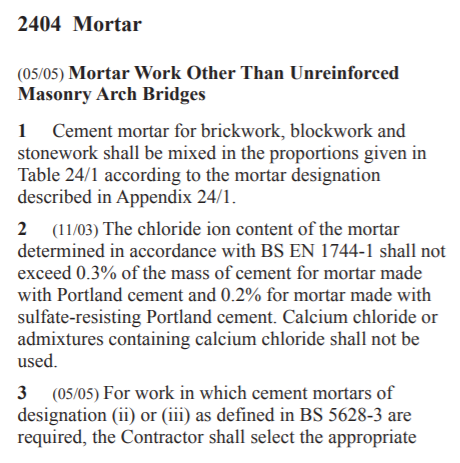 2404 Mortar
(05/05) Mortar Work Other Than Unreinforced
Masonry Arch Bridges
1 Cement mortar for brickwork, blockwork and
stonework shall be mixed in the proportions given in
Table 24/1 according to the mortar designation
described in Appendix 24/1.
2 (11/03) The chloride ion content of the mortar
determined in accordance with BS EN 1744-1 shall not
exceed 0.3% of the mass of cement for mortar made
with Portland cement and 0.2% for mortar made with
sulfate-resisting Portland cement. Calcium chloride or
admixtures containing calcium chloride shall not be
used.
3 (05/05) For work in which cement mortars of
designation (ii) or (iii) as defined in BS 5628-3 are
required, the Contractor shall select the appropriate